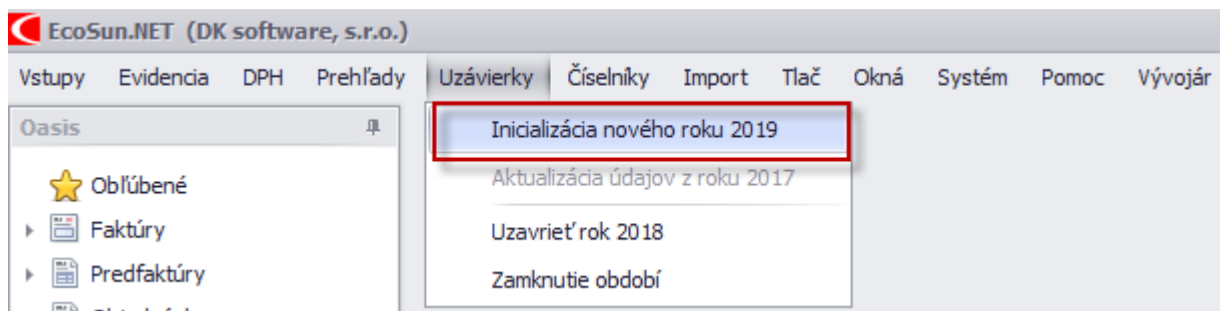 EcoSun.NET (DK software, s.r.o.)
Vstupy Evidencia DPH Prehľady Uzávierky Číselníky Import Tlač Okná Systém Pomoc Vývojár
Oasis
Inicializácia nového roku 2019
Obľúbené
Aktualizácia údajov z roku 2017
Faktúry
Uzavrieť rok 2018
Predfaktúry
Zamknutie období